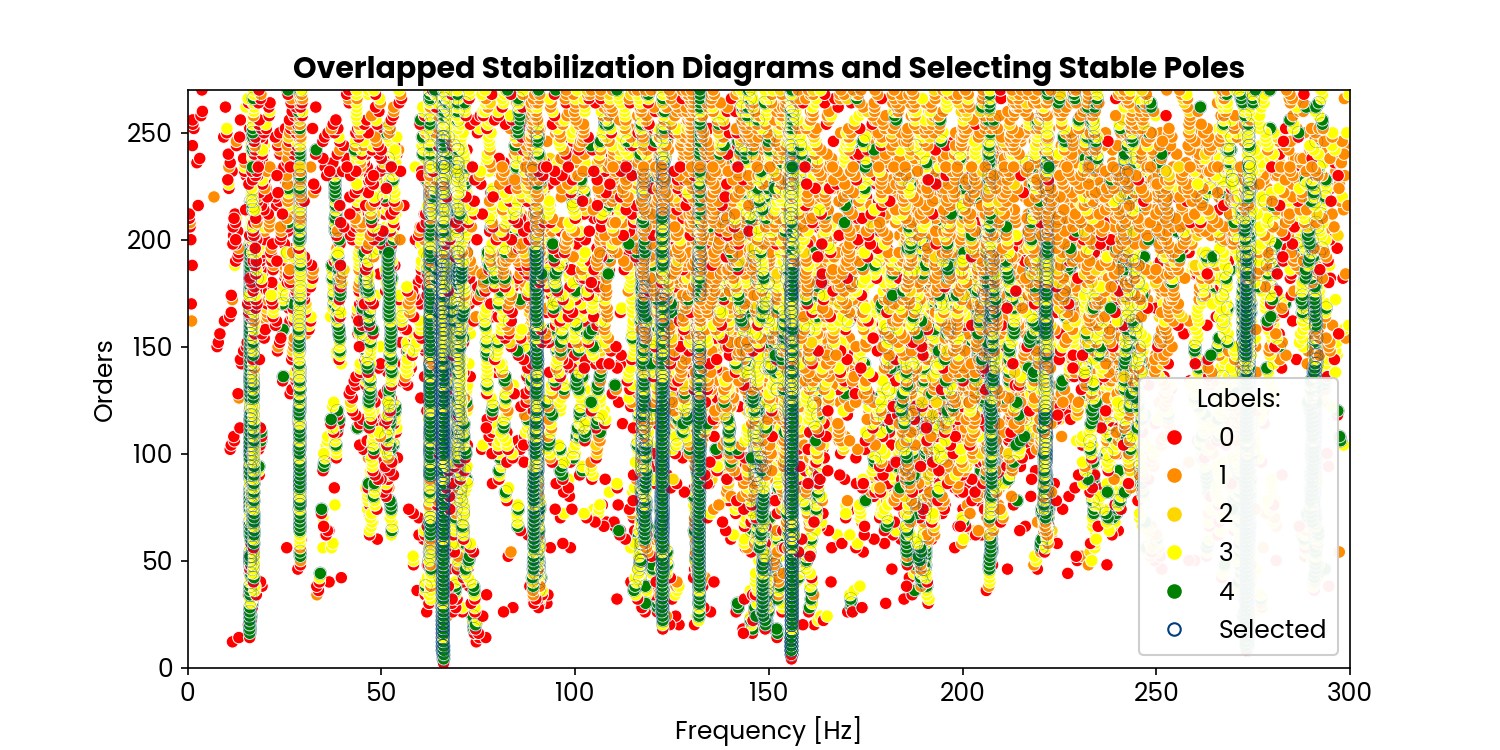 Overlapped Stabilization Diagrams and Selecting Stable Poles
Orders
250
200
150
100
50
0
0 50 100 150 200 250 300
Frequency [Hz]
Labels:
0
1
2
3
4
Selected